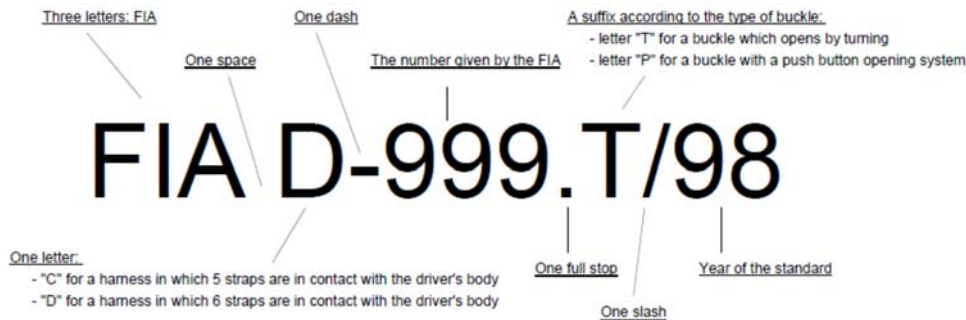 Three letters: FIA
One dash
A suffix according to the type of buckle:
- letter "T" for a buckle which opens by turning
- letter "P" for a buckle with a push button opening system
One space
The number given by the FIA
FIA D-999.T/98
One letter:
- "C" for a harness in which 5 straps are in contact with the driver's body
- "D" for a harness in which 6 straps are in contact with the driver's body
One full stop
Year of the standard
One slash